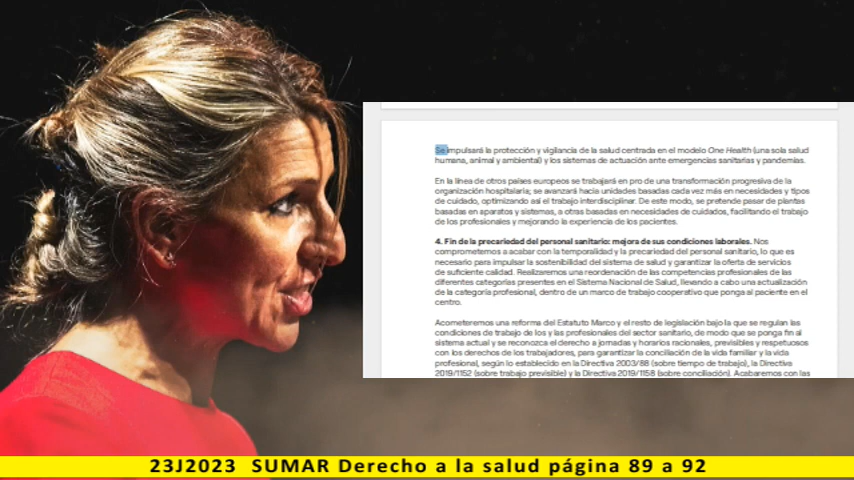 Se impulsará la protección y vigilancia de la salud centrada en el modelo One Health (una sola salud
humana, animal y ambiental) y los sistemas de actuación ante emergencias sanitarias y pandemias.
En la línea de otros países europeos se trabajará en pro de una transformación progresiva de la
organización hospitalaria; se avanzará hacia unidades basadas cada vez más en necesidades y tipos
de cuidado, optimizando así el trabajo interdisciplinar. De este modo, se pretende pasar de plantas
basadas en aparatos y sistemas, a otras basadas en necesidades de cuidados, facilitando el trabajo
de los profesionales y mejorando la experiencia de los pacientes.
4. Fin de la precariedad del personal sanitario: mejora de sus condiciones laborales. Nos
comprometemos a acabar con la temporalidad y la precariedad del personal sanitario, lo que es
necesario para impulsar la sostenibilidad del sistema de salud y garantizar la oferta de servicios
de suficiente calidad. Realizaremos una reordenación de las competencias profesionales de las
diferentes categorías presentes en el Sistema Nacional de Salud, llevando a cabo una actualización
de la categoría profesional, dentro de un marco de trabajo cooperativo que ponga al paciente en el
centro.
Acometeremos una reforma del Estatuto Marco y el resto de legislación bajo la que se regulan las
condiciones de trabajo de los y las profesionales del sector sanitario, de modo que se ponga fin al
sistema actual y se reconozca el derecho a jornadas y horarios racionales, previsibles y respetuosos
con los derechos de los trabajadores, para garantizar la conciliación de la vida familiar y la vida
profesional, según lo establecido en la Directiva 2003/88 (sobre tiempo de trabajo), la Directiva
2019/1152 (sobre trabajo previsible) y la Directiva 2019/1158 (sobre conciliación). Acabaremos con las
23J2023 SUMAR Derecho a la salud página 89 a 92